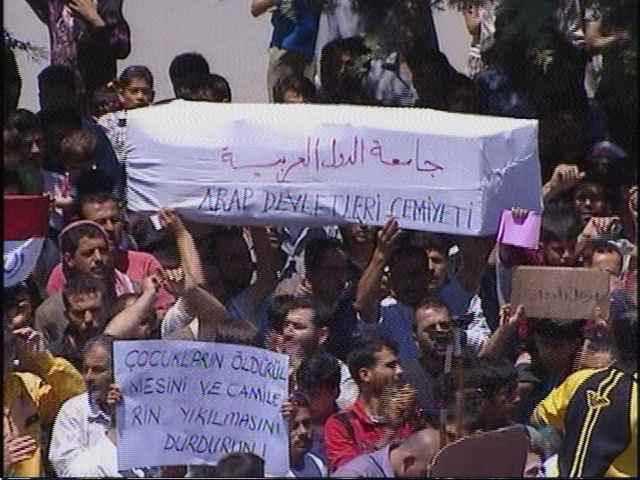 جامعة الدول العربية
ARAP DEVLETLERİ CEMİYETİ
ÇOCUKLARIN ÖLDÜRÜL
MESİNİ VE CAMİLE
RİN YIKILMASINI
DURDURUN!